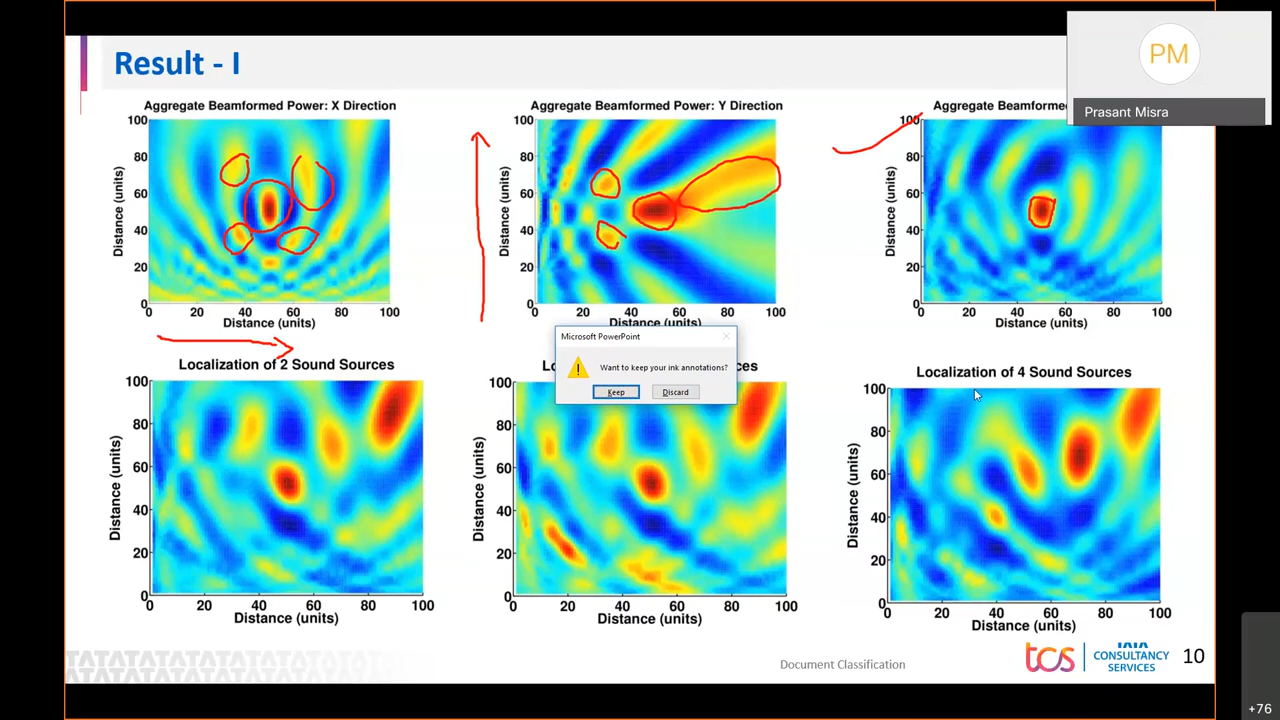 Result - I
PM
Prasant Misra
Aggregate Beamformed Power: X Direction
100
80
60
40
20
0
Distance (units)
0 20 40 60 80 100
Distance (units)
Aggregate Beamformed Power: Y Direction
100
80
60
40
20
0
Distance (units)
0 20 40 60 80 100
Distance (units)
Aggregate Beamformed
100
80
60
40
20
0
Distance (units)
0 20 40 60 80 100
Distance (units)
Microsoft PowerPoint
Want to keep your ink annotations?
Keep Discard
Localization of 2 Sound Sources
100
80
60
40
20
0
Distance (units)
0 20 40 60 80 100
Distance (units)
100
80
60
40
20
0
Distance (units)
0 20 40 60 80 100
Distance (units)
Localization of 4 Sound Sources
100
80
60
40
20
0
Distance (units)
0 20 40 60 80 100
Distance (units)
Document Classification
tcs
TATA
CONSULTANCY
SERVICES
10
+76